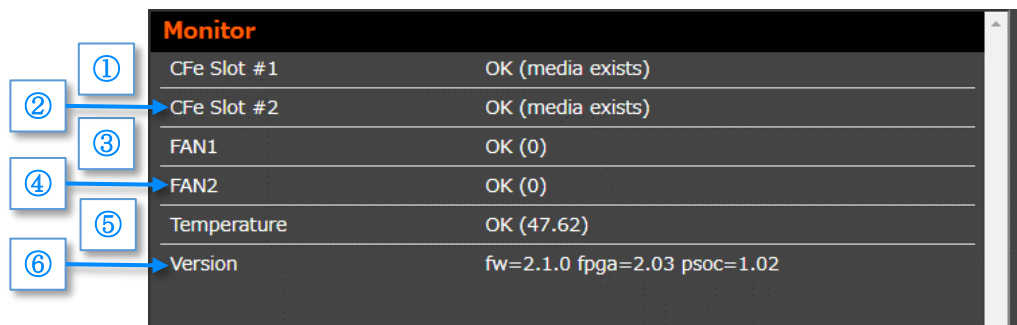 Monitor
① CFe Slot #1 OK (media exists)
② CFe Slot #2 OK (media exists)
③ FAN1 OK (0)
④ FAN2 OK (0)
⑤ Temperature OK (47.62)
⑥ Version fw=2.1.0 fpga=2.03 psoc=1.02